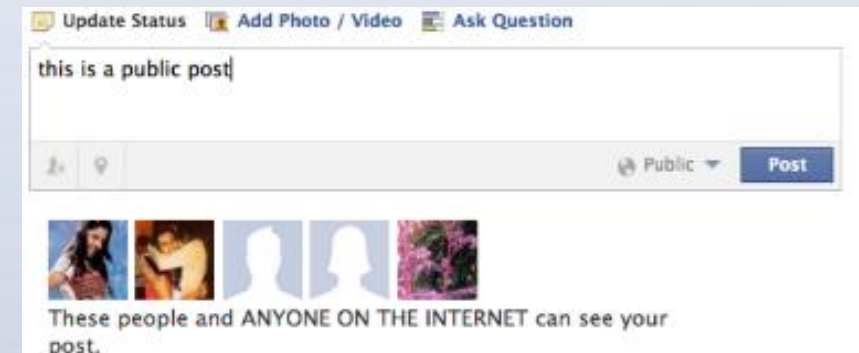 Update Status Add Photo / Video Ask Question
this is a public post
Public Post
These people and ANYONE ON THE INTERNET can see your
post.